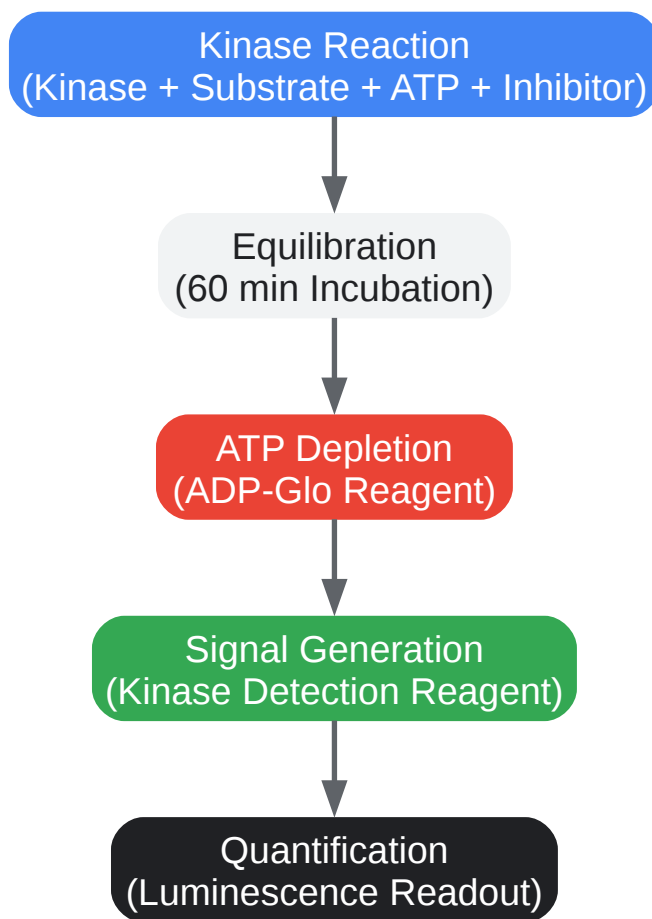 Kinase Reaction
(Kinase + Substrate + ATP + Inhibitor)
Equilibration
(60 min Incubation)
ATP Depletion
(ADP-Glo Reagent)
Signal Generation
(Kinase Detection Reagent)
Quantification
(Luminescence Readout)